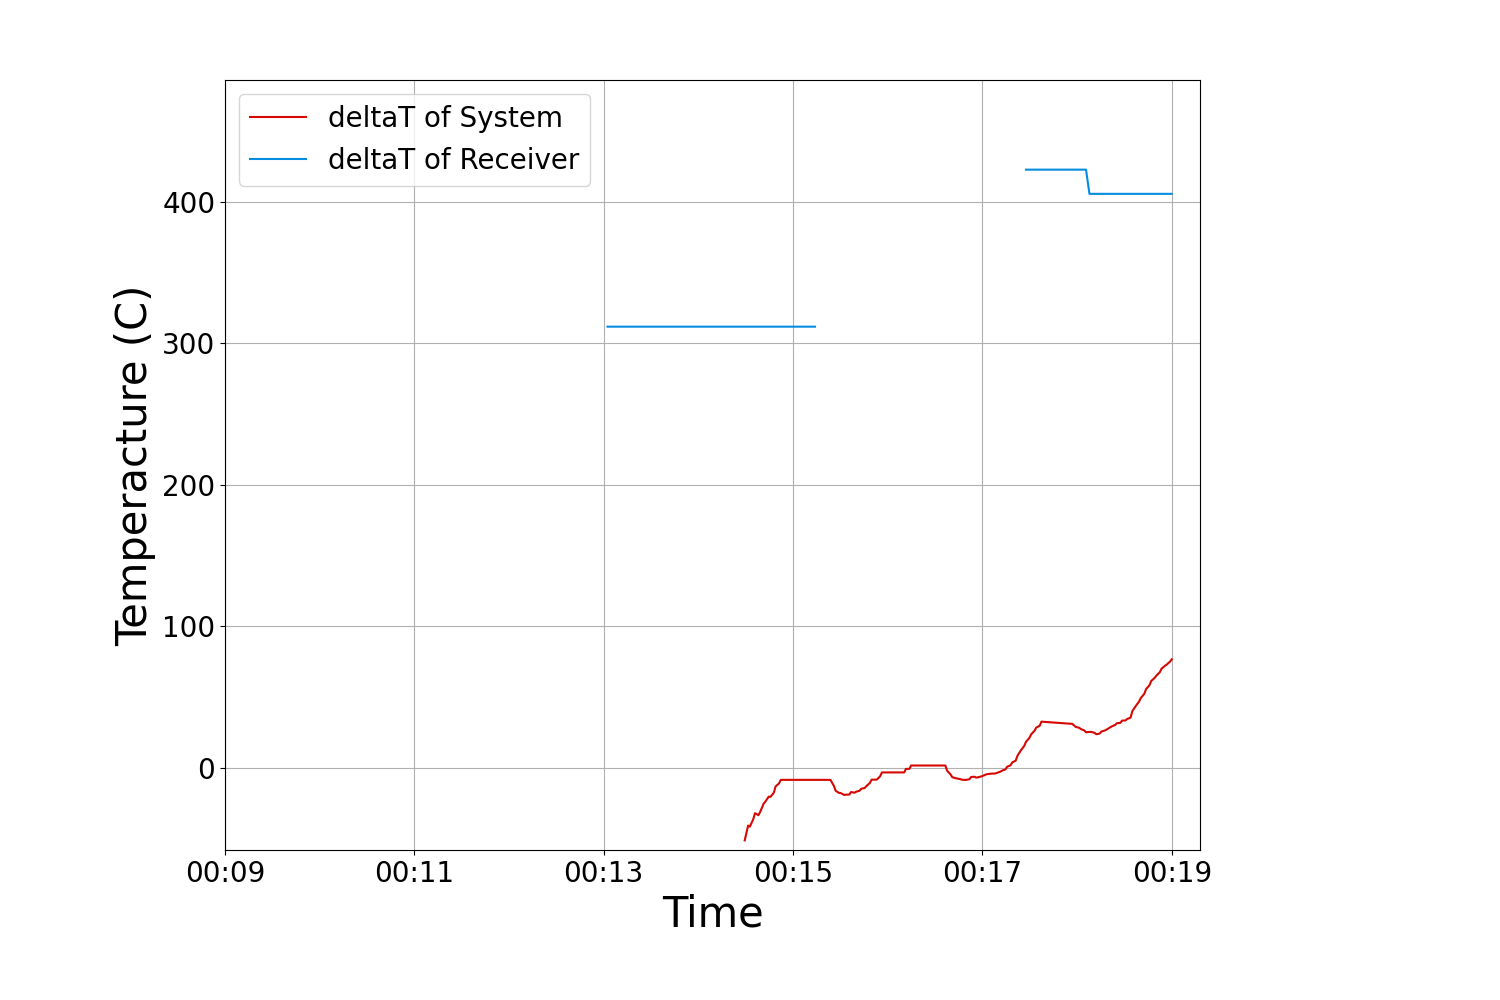 deltaT of System
deltaT of Receiver
400
300
200
100
0
Temperacture (C)
00:09 00:11 00:13 00:15 00:17 00:19
Time